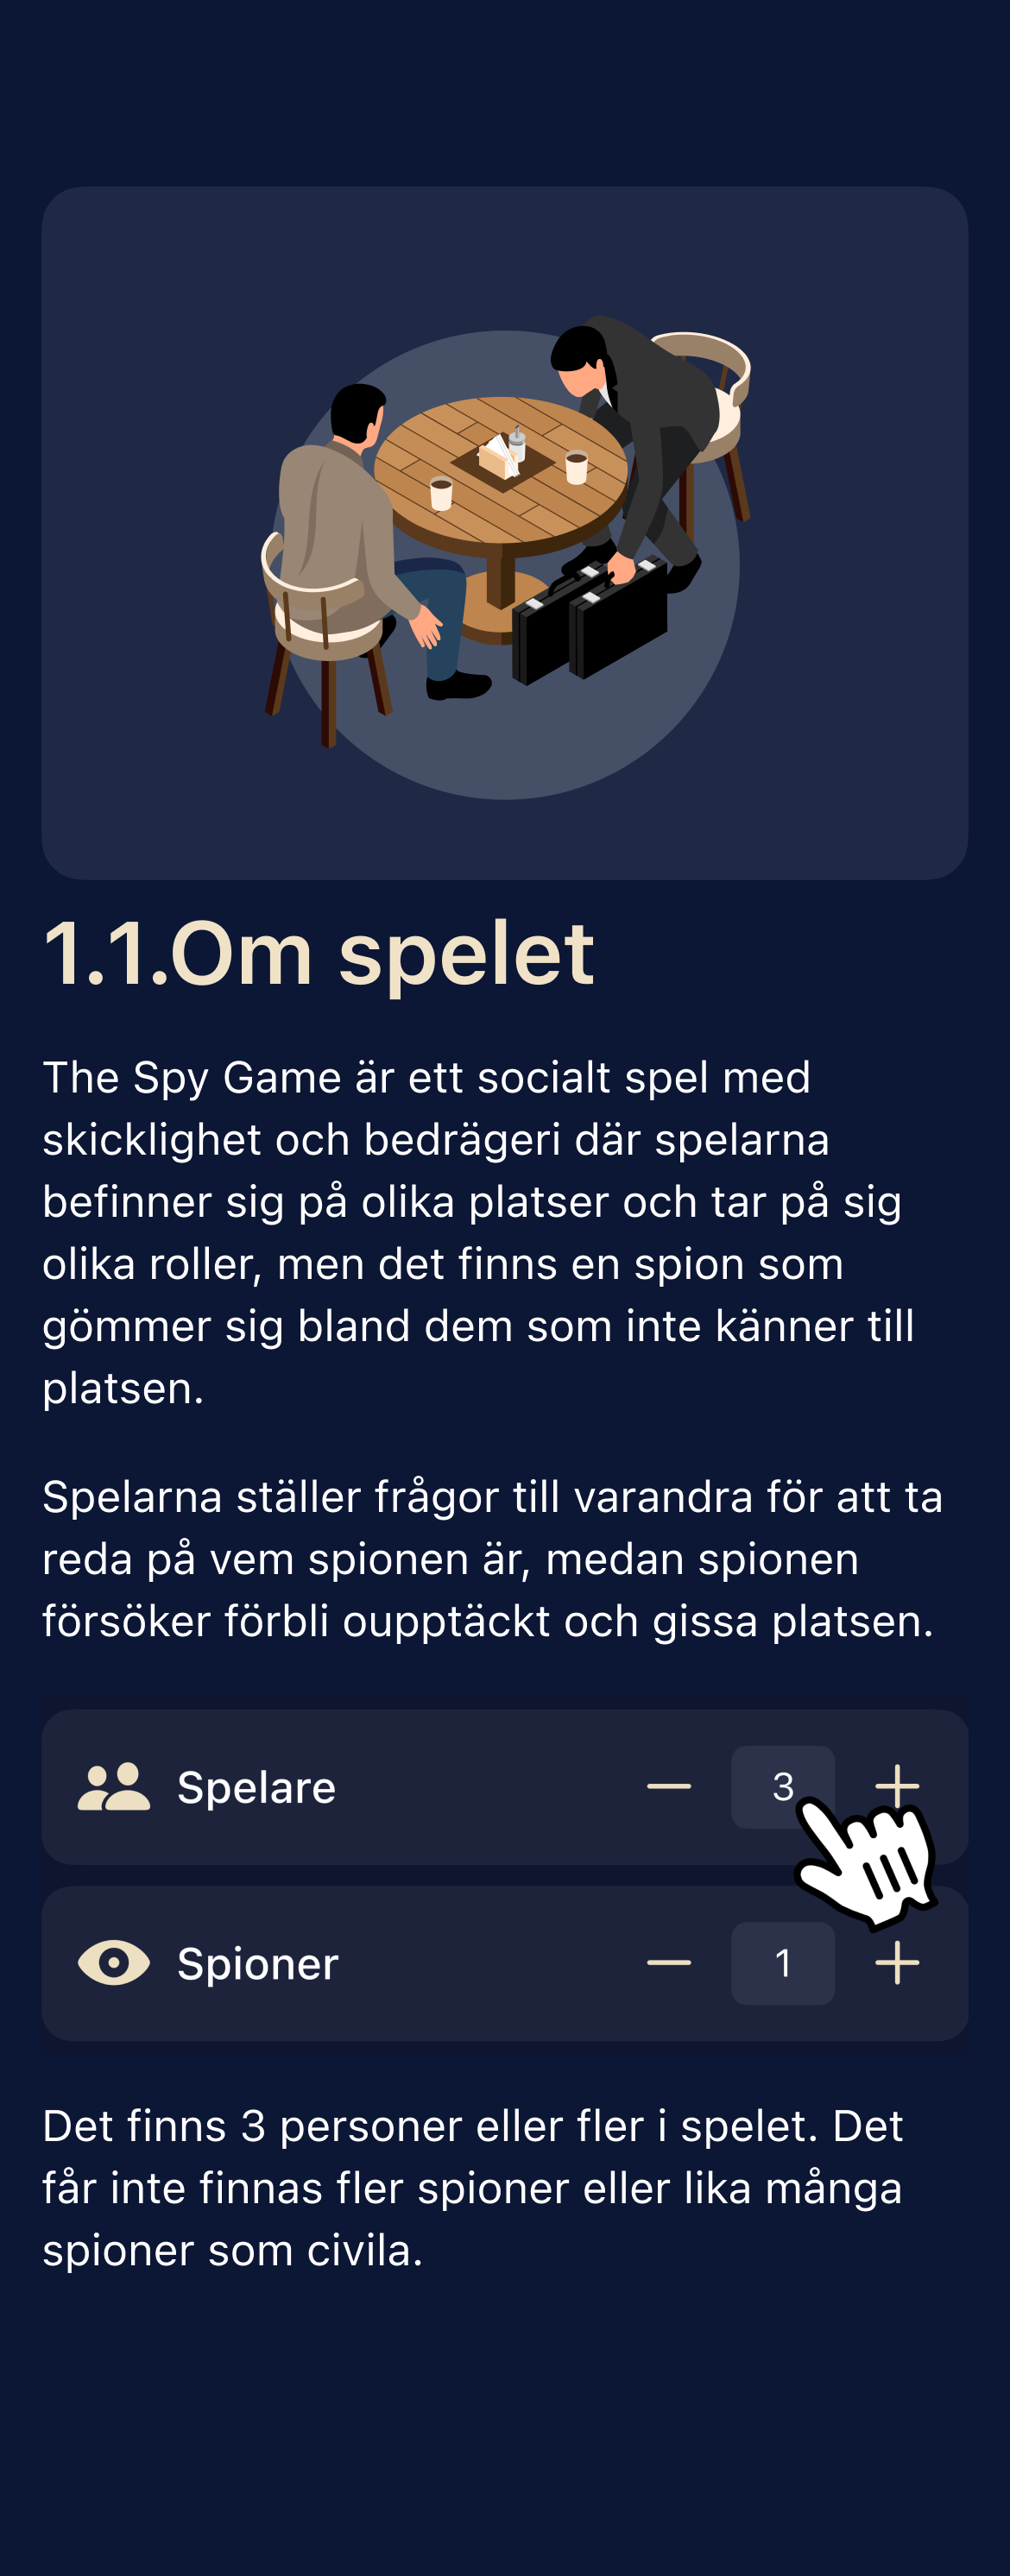 1.1.Om spelet
The Spy Game är ett socialt spel med
skicklighet och bedrägeri där spelarna
befinner sig på olika platser och tar på sig
olika roller, men det finns en spion som
gömmer sig bland dem som inte känner till
platsen.
Spelarna ställer frågor till varandra för att ta
reda på vem spionen är, medan spionen
försöker förbli oupptäckt och gissa platsen.
Spelare — 3 +
Spioner — 1 +
Det finns 3 personer eller fler i spelet. Det
får inte finnas fler spioner eller lika många
spioner som civila.